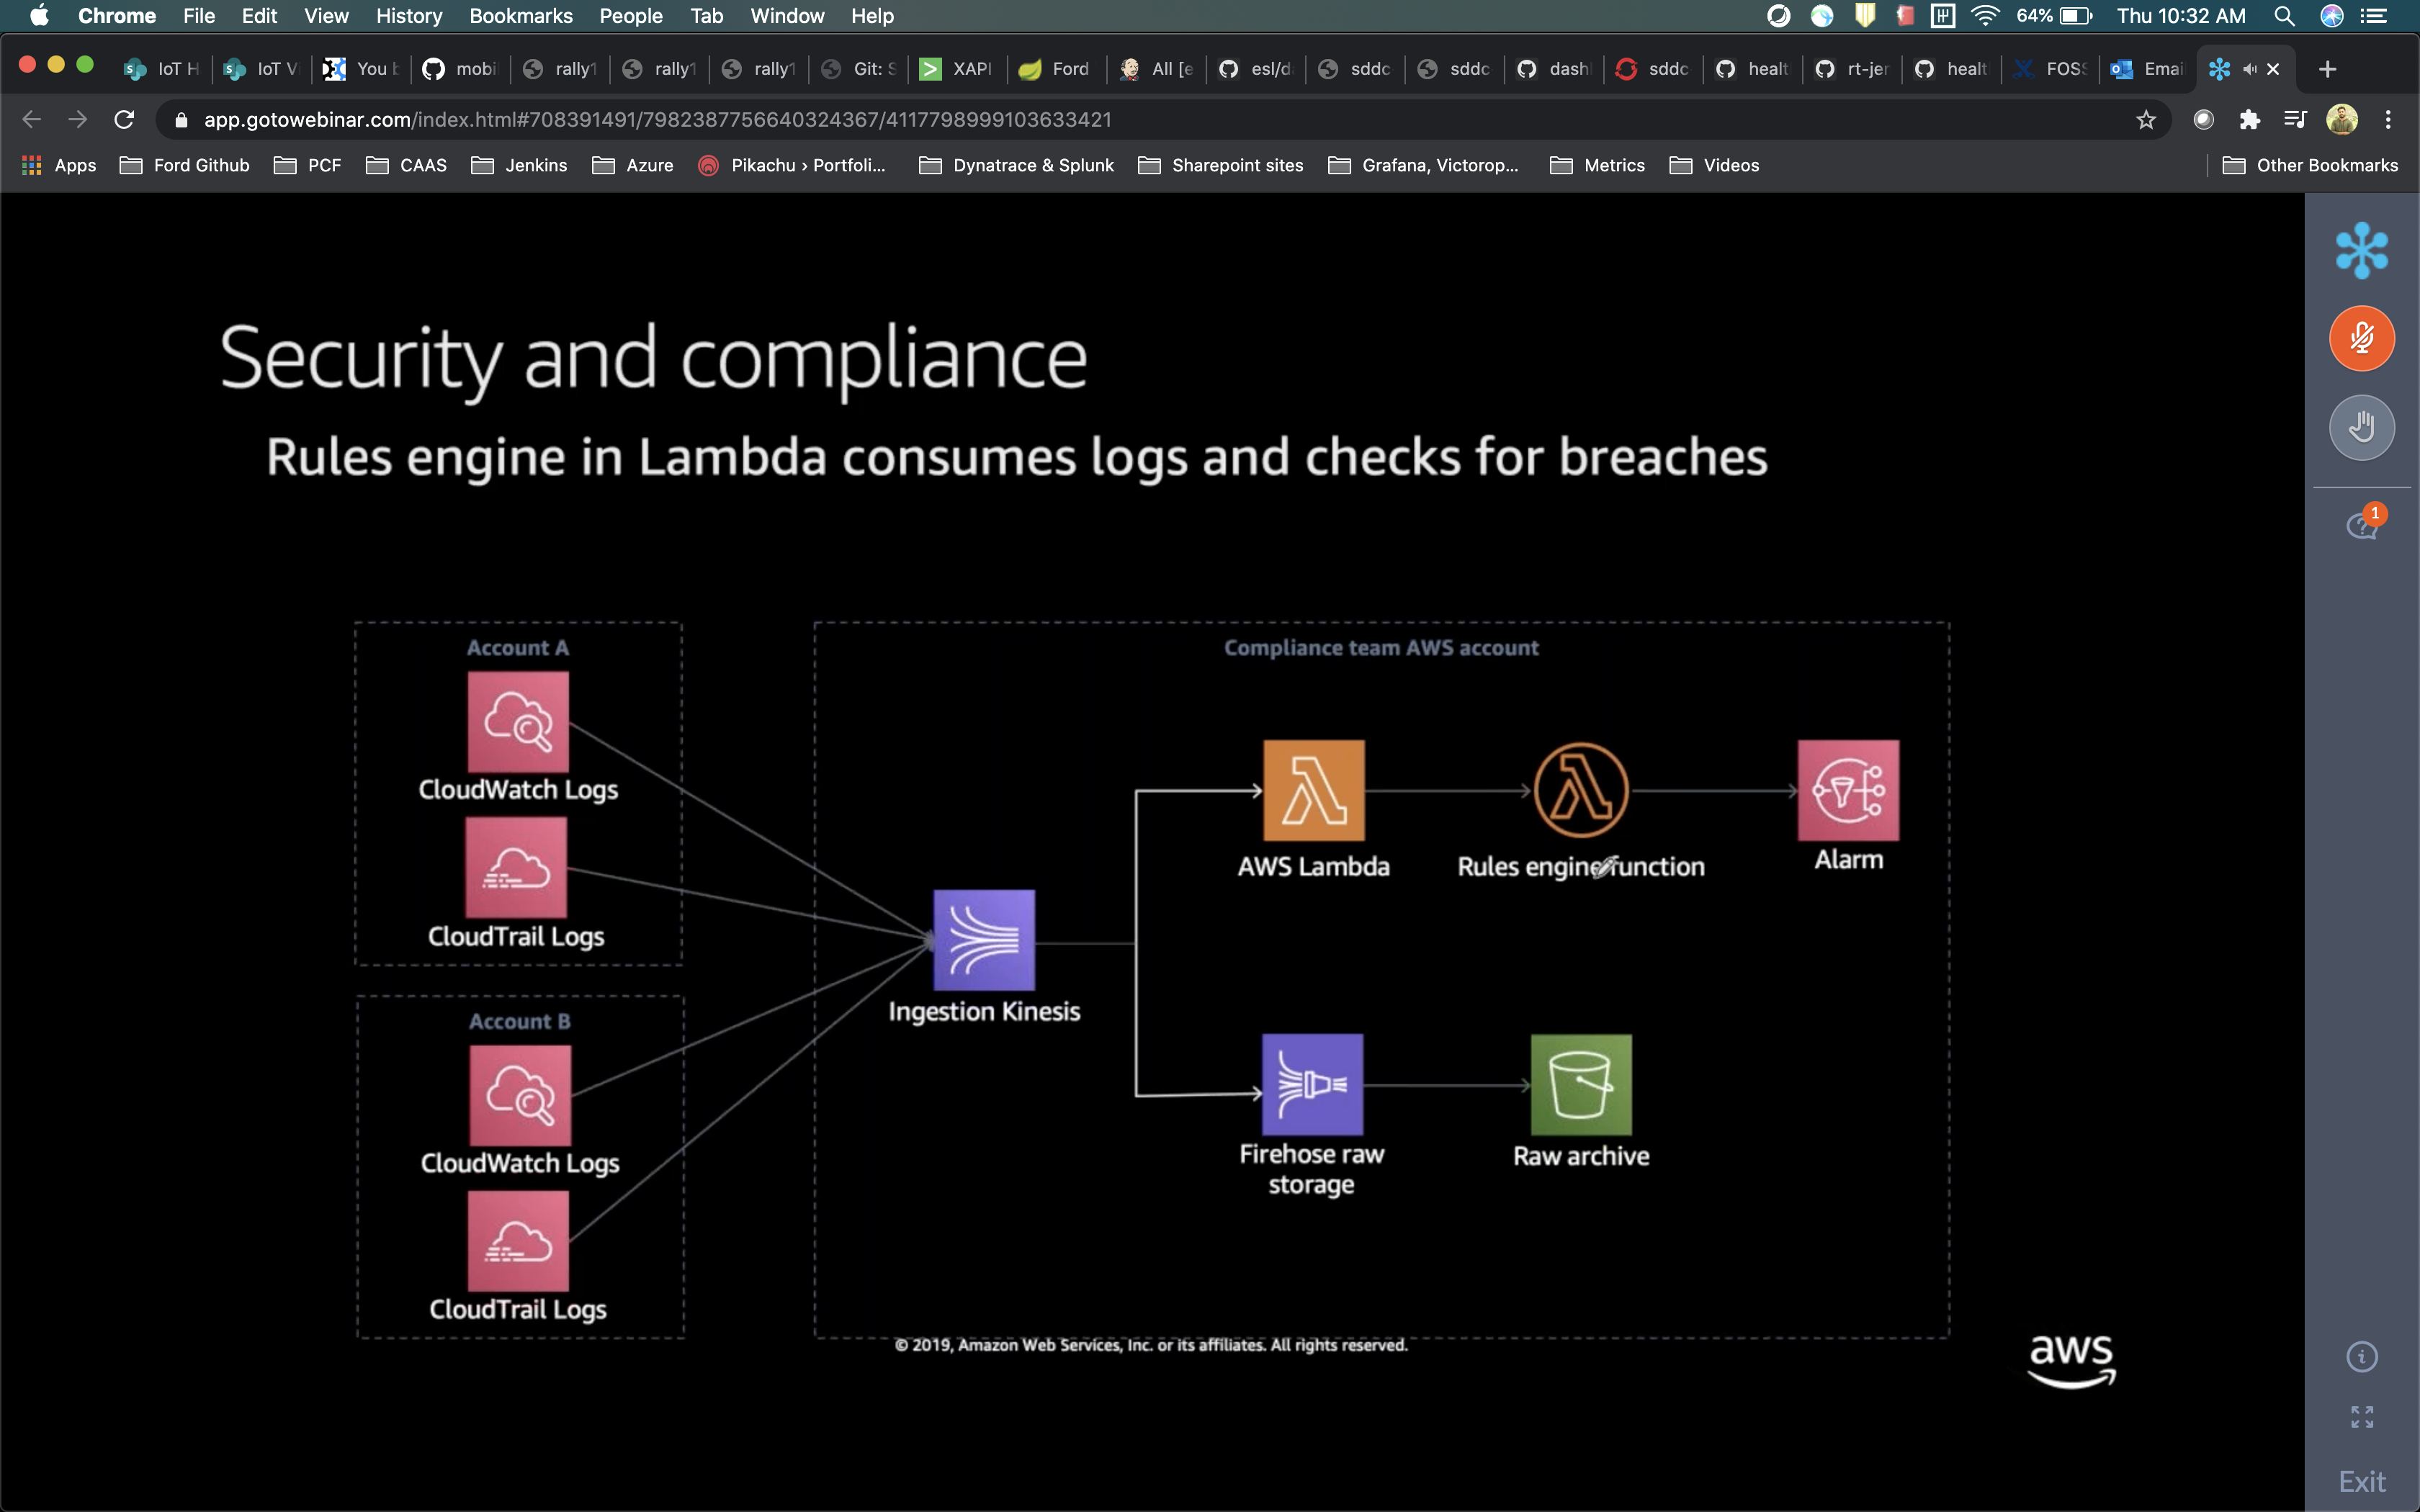 Chrome File Edit View History Bookmarks People Tab Window Help 64% Thu 10:32 AM
IoT H IoT V You b mobi rally1 rally1 rally1 Git: S XAPI Ford All [e esl/d sddc sddc dash sddc healt rt-jer healt FOSS Emai
app.gotowebinar.com/index.html#708391491/7982387756640324367/4117798999103633421
Apps Ford Github PCF CAAS Jenkins Azure Pikachu › Portfoli... Dynatrace & Splunk Sharepoint sites Grafana, Victorop... Metrics Videos Other Bookmarks
Security and compliance
Rules engine in Lambda consumes logs and checks for breaches
1
Account A
CloudWatch Logs
CloudTrail Logs
Account B
CloudWatch Logs
CloudTrail Logs
Compliance team AWS account
Ingestion Kinesis
AWS Lambda
Rules engine function
Alarm
Firehose raw
storage
Raw archive
© 2019, Amazon Web Services, Inc. or its affiliates. All rights reserved.
aws
Exit